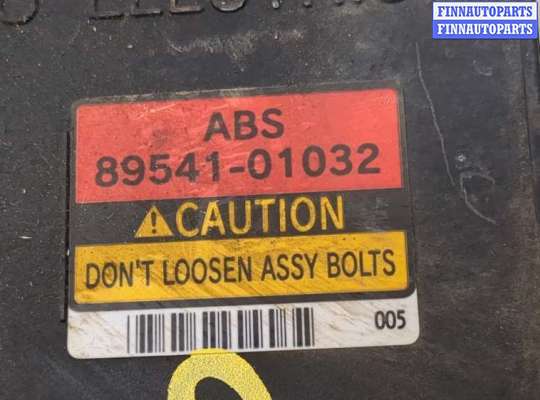 FINNAUTOPARTS
FINNAUTOPARTS
ABS
89541-01032
CAUTION
DON'T LOOSEN ASSY BOLTS
005